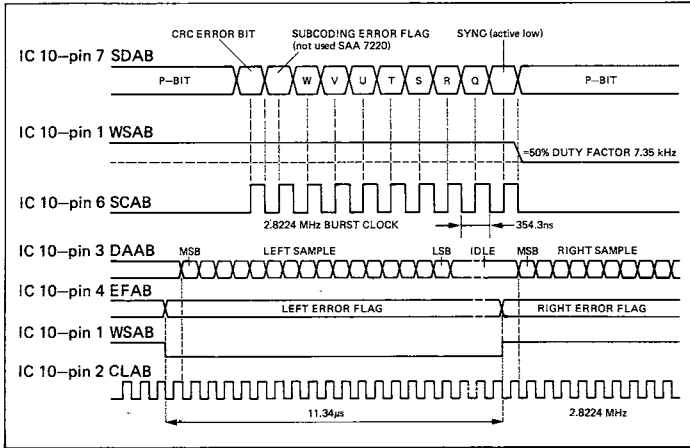 CRC ERROR BIT
SUBCODING ERROR FLAG
(not used SAA 7220)
SYNC (active low)
IC 10–pin 7 SDAB
P–BIT W V U T S R Q P–BIT
IC 10–pin 1 WSAB
=50% DUTY FACTOR 7.35 kHz
IC 10–pin 6 SCAB
2.8224 MHz BURST CLOCK
354.3ns
IC 10–pin 3 DAAB
MSB LEFT SAMPLE LSB IDLE MSB RIGHT SAMPLE
IC 10–pin 4 EFAB
LEFT ERROR FLAG RIGHT ERROR FLAG
IC 10–pin 1 WSAB
IC 10–pin 2 CLAB
11.34μs
2.8224 MHz